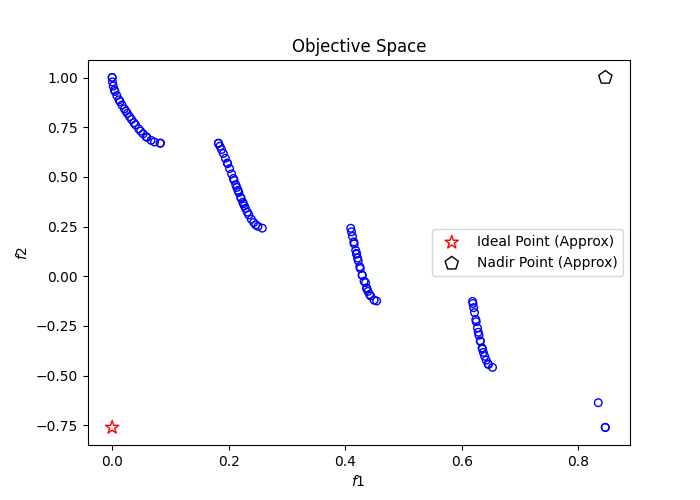 Objective Space
f2
1.00
0.75
0.50
0.25
0.00
−0.25
−0.50
−0.75
Ideal Point (Approx)
Nadir Point (Approx)
0.0 0.2 0.4 0.6 0.8
f1